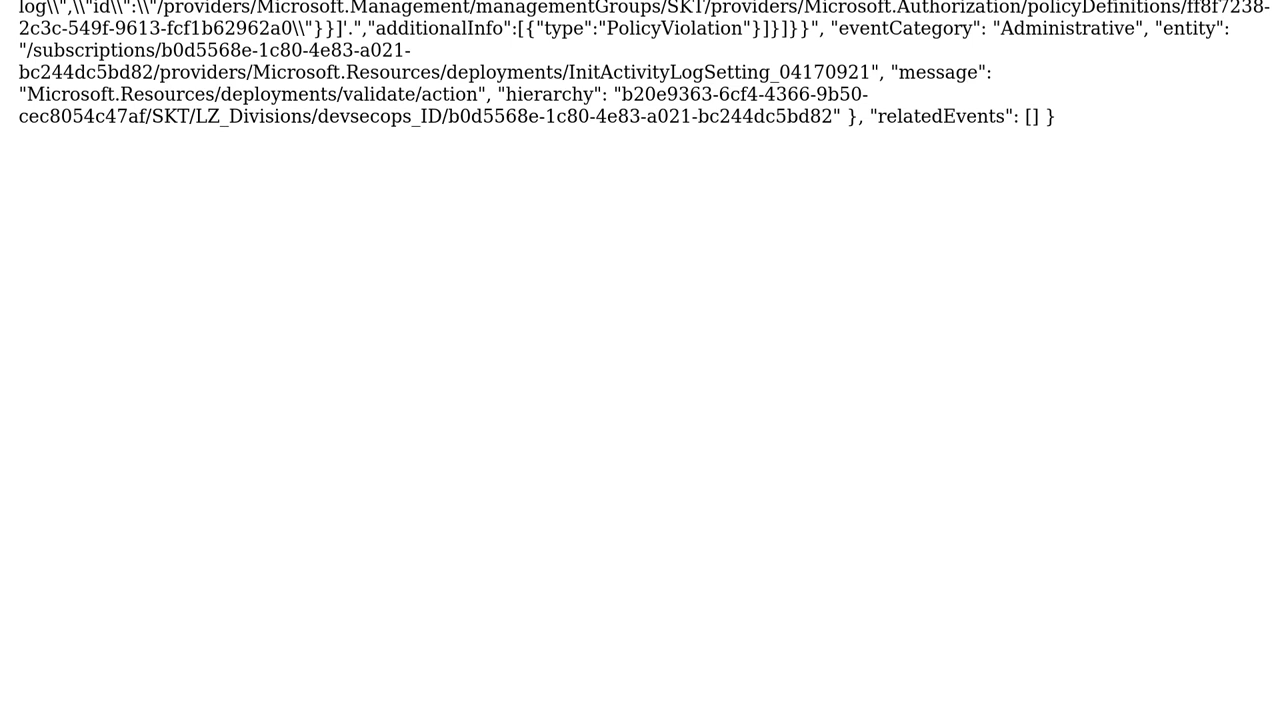 log\\",\\"id\\":\\"/providers/Microsoft.Management/managementGroups/SKT/providers/Microsoft.Authorization/policyDefinitions/ff8f7238-
2c3c-549f-9613-fcf1b62962a0\\"}}]'.","additionalInfo":[{"type":"PolicyViolation"}]}]}}", "eventCategory": "Administrative", "entity":
"/subscriptions/b0d5568e-1c80-4e83-a021-
bc244dc5bd82/providers/Microsoft.Resources/deployments/InitActivityLogSetting_04170921", "message":
"Microsoft.Resources/deployments/validate/action", "hierarchy": "b20e9363-6cf4-4366-9b50-
cec8054c47af/SKT/LZ_Divisions/devsecops_ID/b0d5568e-1c80-4e83-a021-bc244dc5bd82" }, "relatedEvents": [] }